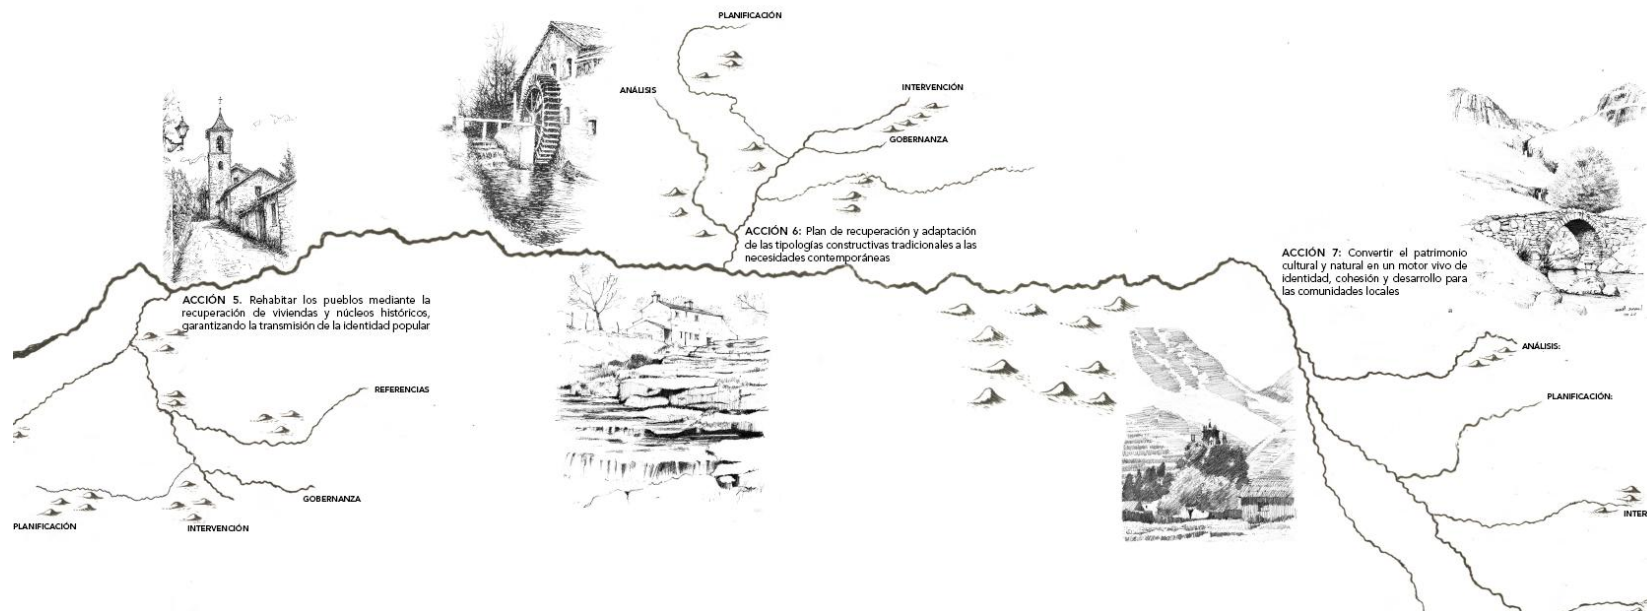 PLANIFICACIÓN
ANÁLISIS
INTERVENCIÓN
GOBERNANZA
ACCIÓN 6: Plan de recuperación y adaptación
de las tipologías constructivas tradicionales a las
necesidades contemporáneas
ACCIÓN 7: Convertir el patrimonio
cultural y natural en un motor vivo de
identidad, cohesión y desarrollo para
las comunidades locales
ACCIÓN 5. Rehabitar los pueblos mediante la
recuperación de viviendas y núcleos históricos,
garantizando la transmisión de la identidad popular
ANÁLISIS:
REFERENCIAS
PLANIFICACIÓN:
GOBERNANZA
INTER
PLANIFICACIÓN
INTERVENCIÓN